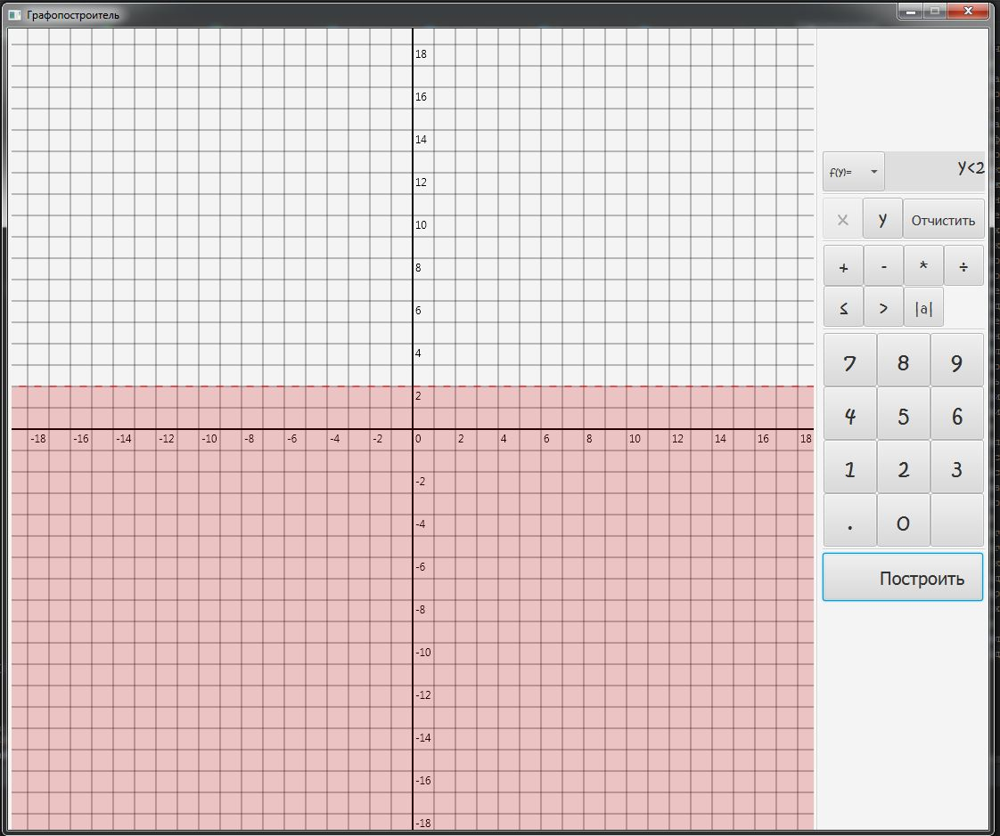 Графопостроитель
18
16
14
12
10
8
6
4
2
-18 -16 -14 -12 -10 -8 -6 -4 -2 0 2 4 6 8 10 12 14 16 18
-2
-4
-6
-8
-10
-12
-14
-16
-18
f(y)= y<2
x y Отчистить
+ - * ÷
≤ > |a|
7 8 9
4 5 6
1 2 3
. 0
Построить